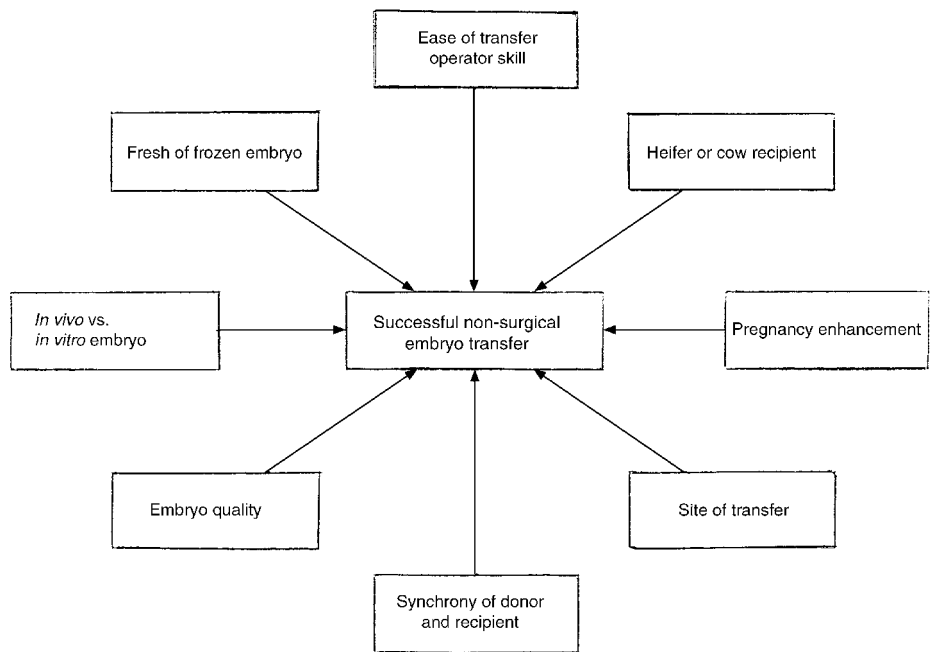 Ease of transfer
operator skill
Fresh of frozen embryo
Heifer or cow recipient
In vivo vs.
in vitro embryo
Successful non-surgical
embryo transfer
Pregnancy enhancement
Embryo quality
Site of transfer
Synchrony of donor
and recipient